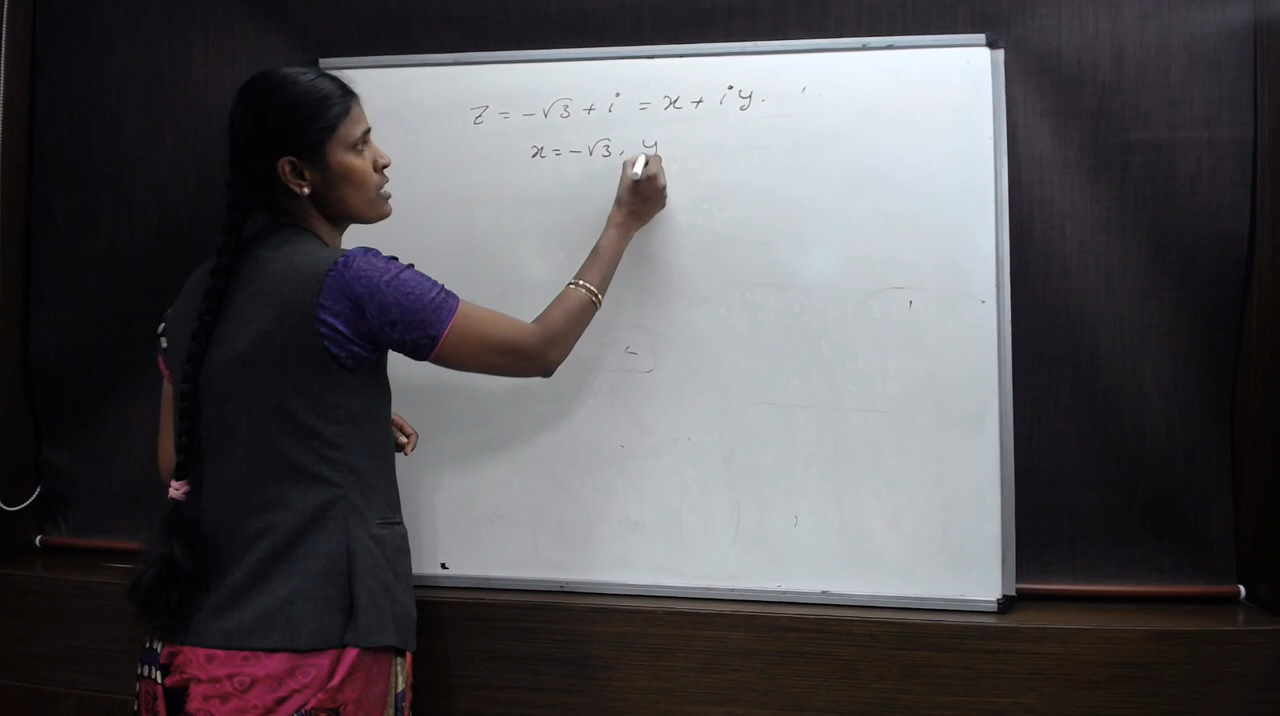 z = -√3 + i = x + iy.
x = -√3, y